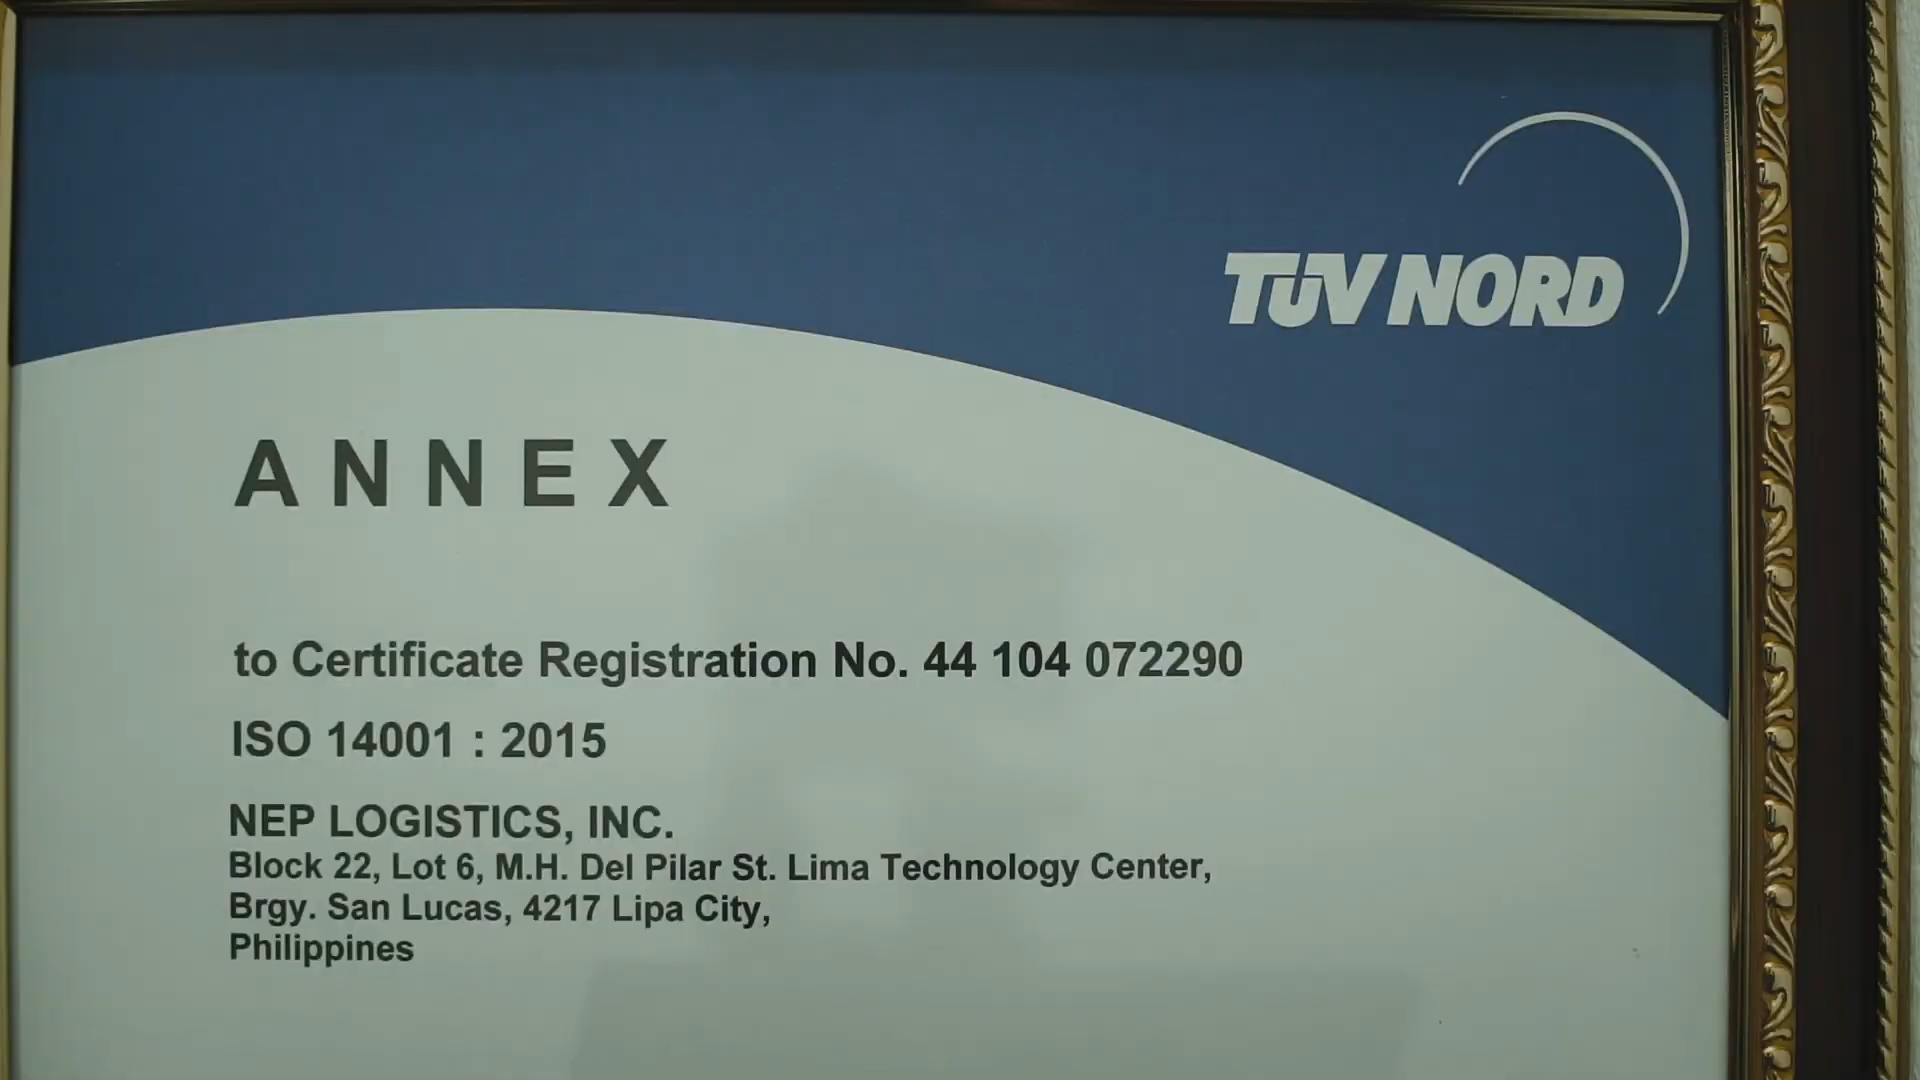 TÜV NORD
ANNEX
to Certificate Registration No. 44 104 072290
ISO 14001 : 2015
NEP LOGISTICS, INC.
Block 22, Lot 6, M.H. Del Pilar St. Lima Technology Center,
Brgy. San Lucas, 4217 Lipa City,
Philippines